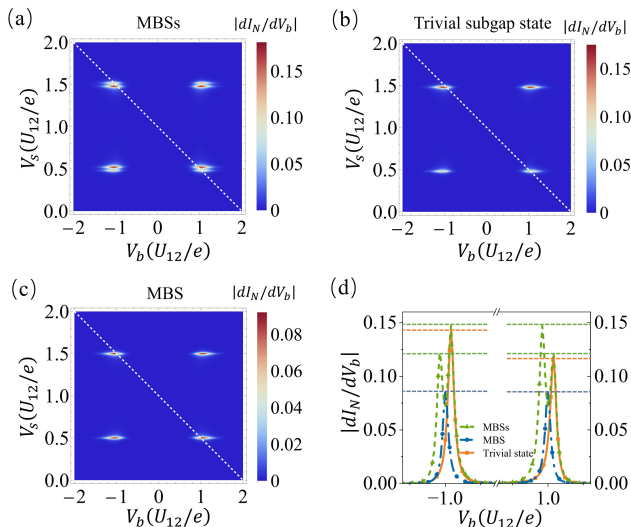 (a) MBSs |dI_N/dV_b|
2.0
1.5
1.0
0.5
0.0
V_s(U_12/e)
−2 −1 0 1 2
V_b(U_12/e)
0.15
0.10
0.05
0
(b) Trivial subgap state |dI_N/dV_b|
2.0
1.5
1.0
0.5
0.0
V_s(U_12/e)
−2 −1 0 1 2
V_b(U_12/e)
0.15
0.10
0.05
0
(c) MBS |dI_N/dV_b|
2.0
1.5
1.0
0.5
0.0
V_s(U_12/e)
−2 −1 0 1 2
V_b(U_12/e)
0.08
0.06
0.04
0.02
0
(d)
0.15
0.10
0.05
0.00
|dI_N/dV_b|
MBSs
MBS
Trivial state
0.15
0.10
0.05
0.00
−1.0 1.0
V_b(U_12/e)